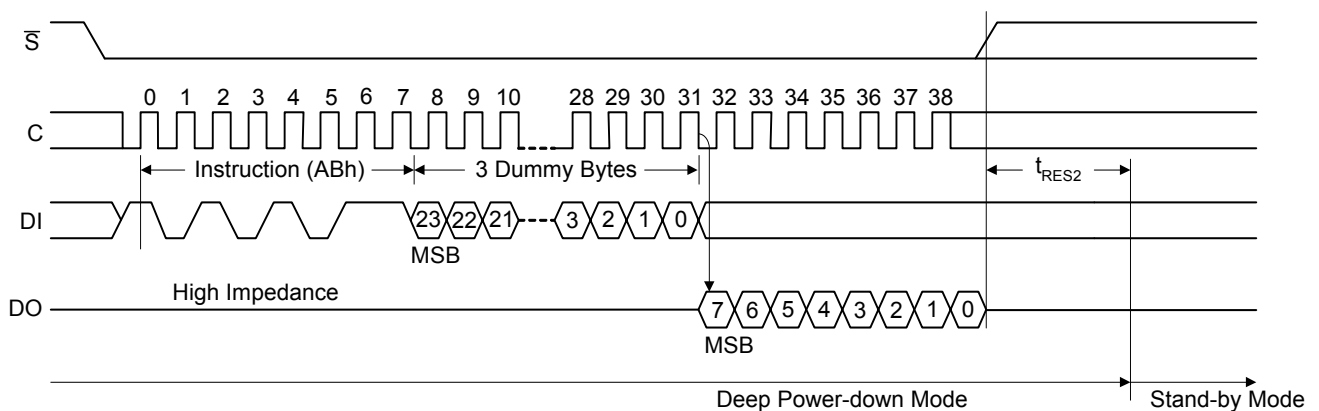 S
0 1 2 3 4 5 6 7 8 9 10 28 29 30 31 32 33 34 35 36 37 38
C
Instruction (ABh) 3 Dummy Bytes tRES2
DI 23 22 21 3 2 1 0
MSB
High Impedance
DO 7 6 5 4 3 2 1 0
MSB
Deep Power-down Mode Stand-by Mode